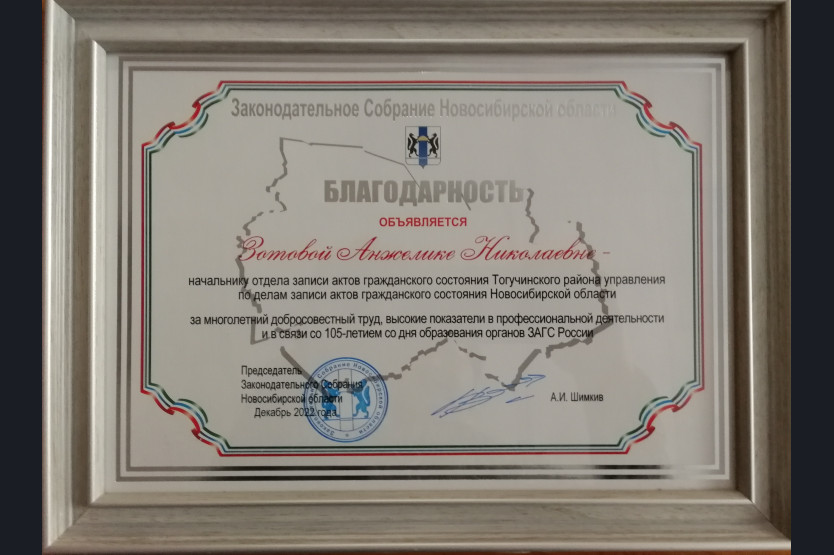 Законодательное Собрание Новосибирской области
БЛАГОДАРНОСТЬ
ОБЪЯВЛЯЕТСЯ
Зотовой Анжелике Николаевне -
начальнику отдела записи актов гражданского состояния Тогучинского района управления
по делам записи актов гражданского состояния Новосибирской области
за многолетний добросовестный труд, высокие показатели в профессиональной деятельности
и в связи со 105-летием со дня образования органов ЗАГС России
Председатель
Законодательного Собрания
Новосибирской области
Декабрь 2022 года
А.И. Шимкив